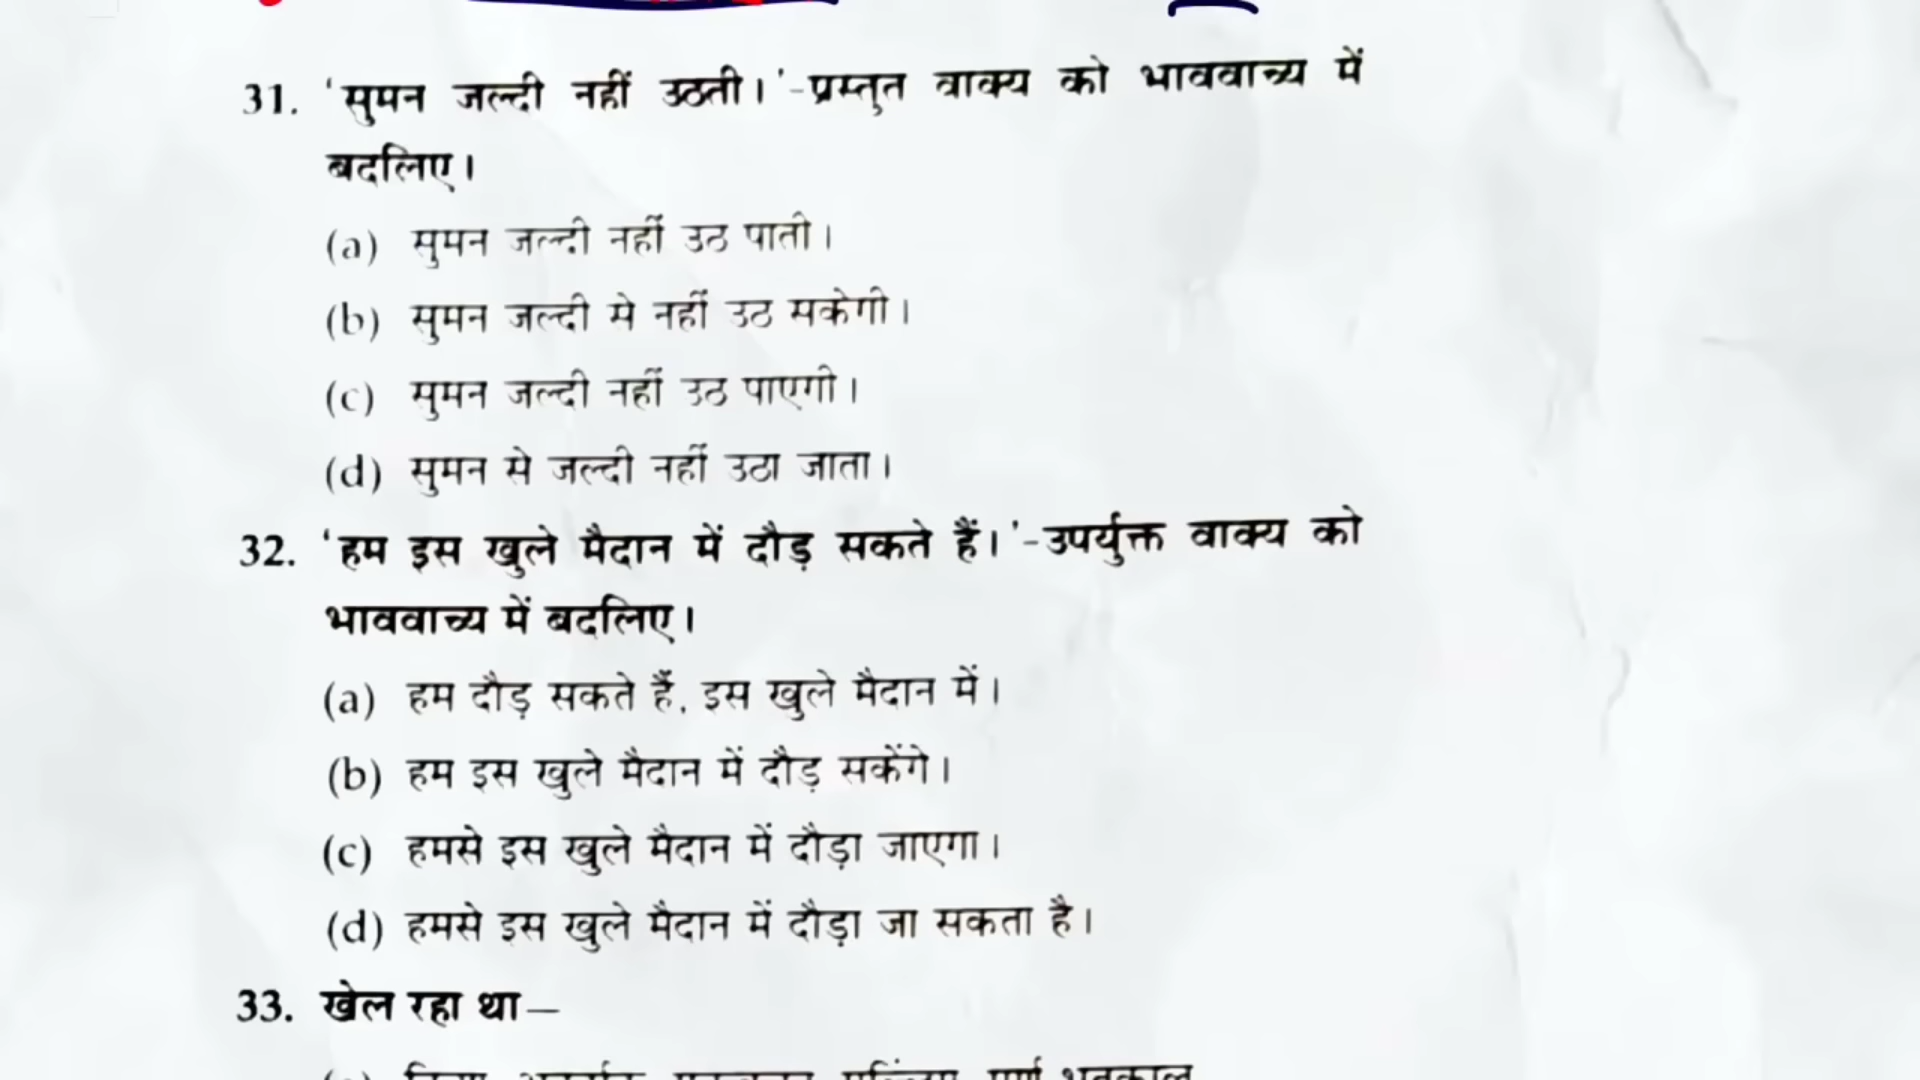 31. 'सुमन जल्दी नहीं उठती।'-प्रस्तुत वाक्य को भाववाच्य में
बदलिए।
(a) सुमन जल्दी नहीं उठ पाती।
(b) सुमन जल्दी से नहीं उठ सकेगी।
(c) सुमन जल्दी नहीं उठ पाएगी।
(d) सुमन से जल्दी नहीं उठा जाता।
32. 'हम इस खुले मैदान में दौड़ सकते हैं।'-उपर्युक्त वाक्य को
भाववाच्य में बदलिए।
(a) हम दौड़ सकते हैं, इस खुले मैदान में।
(b) हम इस खुले मैदान में दौड़ सकेंगे।
(c) हमसे इस खुले मैदान में दौड़ा जाएगा।
(d) हमसे इस खुले मैदान में दौड़ा जा सकता है।
33. खेल रहा था—